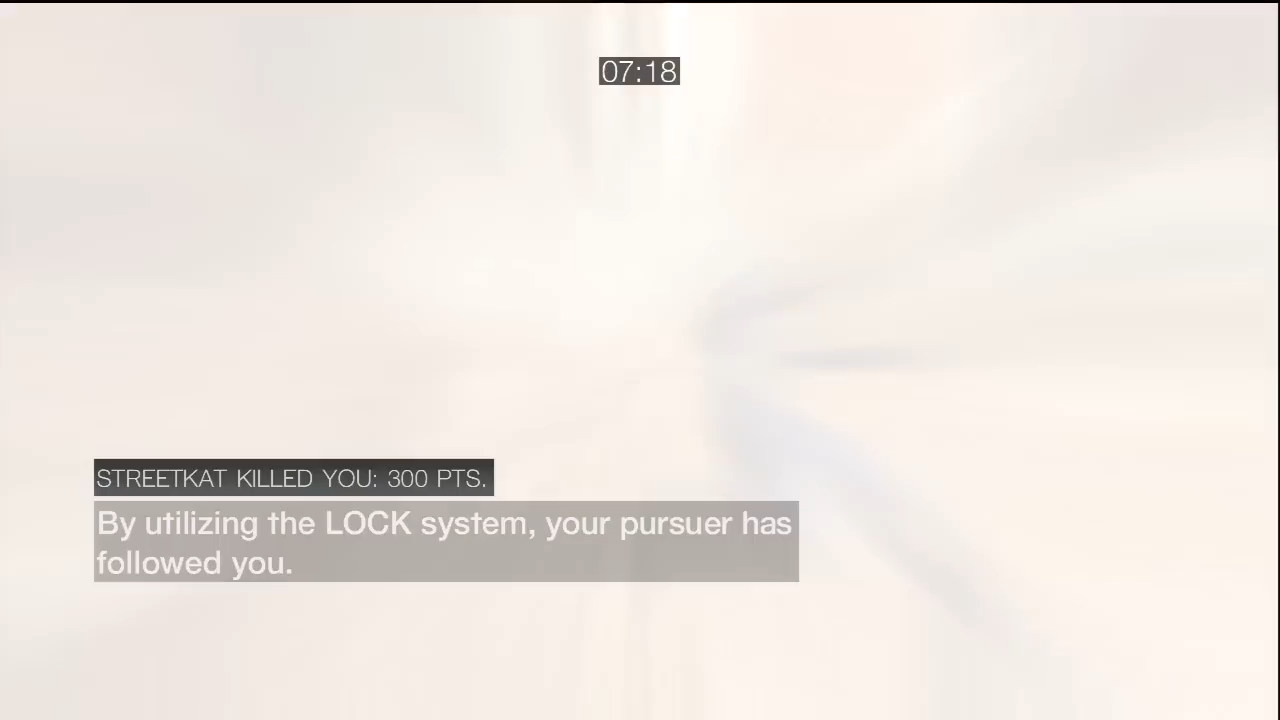 07:18
STREETKAT KILLED YOU: 300 PTS.
By utilizing the LOCK system, your pursuer has
followed you.